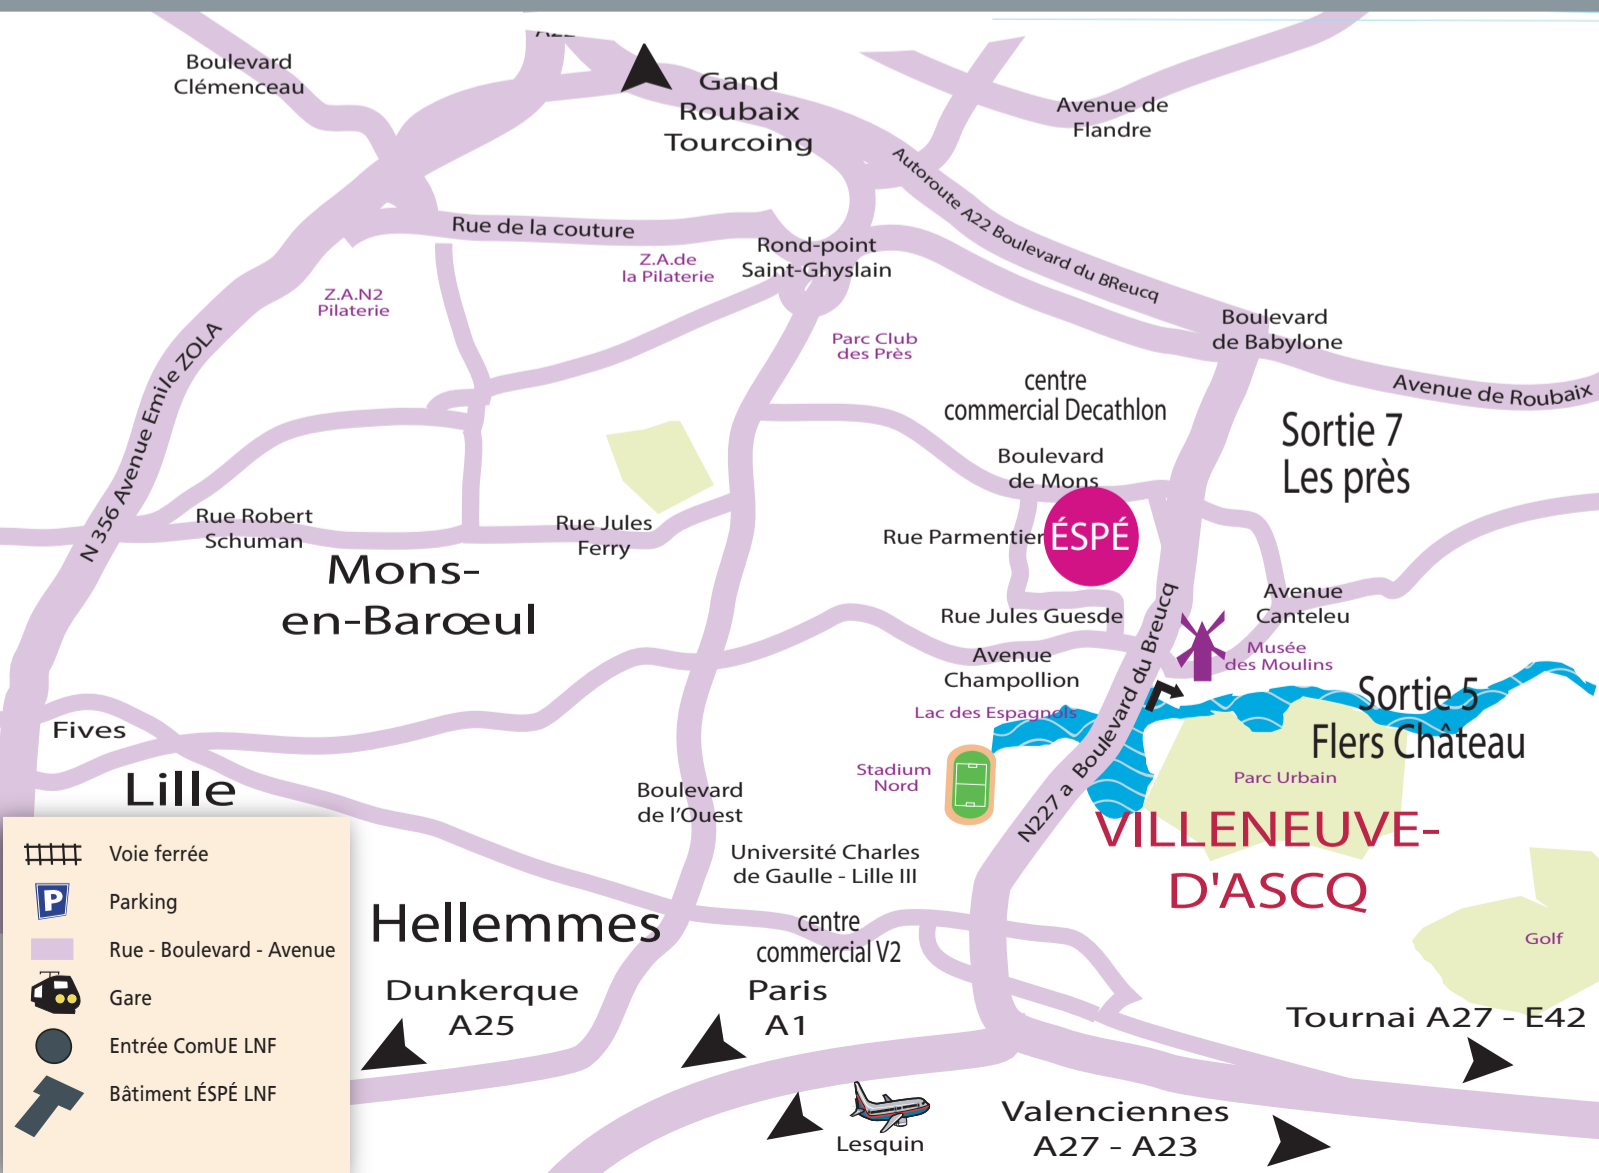 Boulevard
Clémenceau
Gand
Roubaix
Tourcoing
Avenue de
Flandre
Autoroute A22 Boulevard du BReucq
Rue de la couture
Rond-point
Saint-Ghyslain
Z.A.de
la Pilaterie
Z.A.N2
Pilaterie
N 356 Avenue Emile ZOLA
Parc Club
des Près
Boulevard
de Babylone
Avenue de Roubaix
centre
commercial Decathlon
Sortie 7
Les près
Boulevard
de Mons
Rue Robert
Schuman
Rue Jules
Ferry
Rue Parmentier
ÉSPÉ
Mons-
en-Barœul
Rue Jules Guesde
Avenue
Canteleu
Avenue
Champollion
Musée
des Moulins
Lac des Espagnols
Sortie 5
Flers Château
N227 a Boulevard du Breucq
Fives
Lille
Stadium
Nord
Parc Urbain
Boulevard
de l'Ouest
VILLENEUVE-
D'ASCQ
Université Charles
de Gaulle - Lille III
Hellemmes
centre
commercial V2
Golf
Dunkerque
A25
Paris
A1
Tournai A27 - E42
Lesquin
Valenciennes
A27 - A23
Voie ferrée
P
Parking
Rue - Boulevard - Avenue
Gare
Entrée ComUE LNF
Bâtiment ÉSPÉ LNF